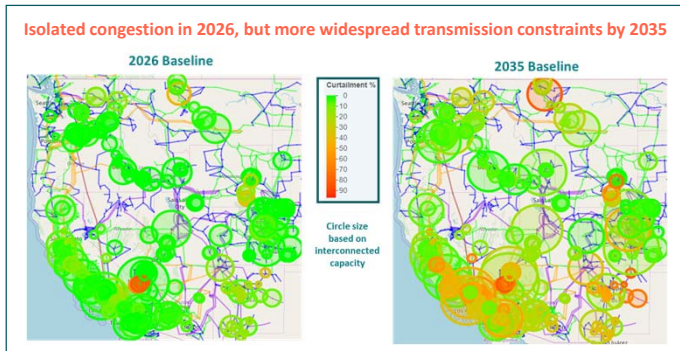 Isolated congestion in 2026, but more widespread transmission constraints by 2035
2026 Baseline
2035 Baseline
Curtailment %
0
10
20
30
40
50
60
70
80
90
Circle size
based on
interconnected
capacity